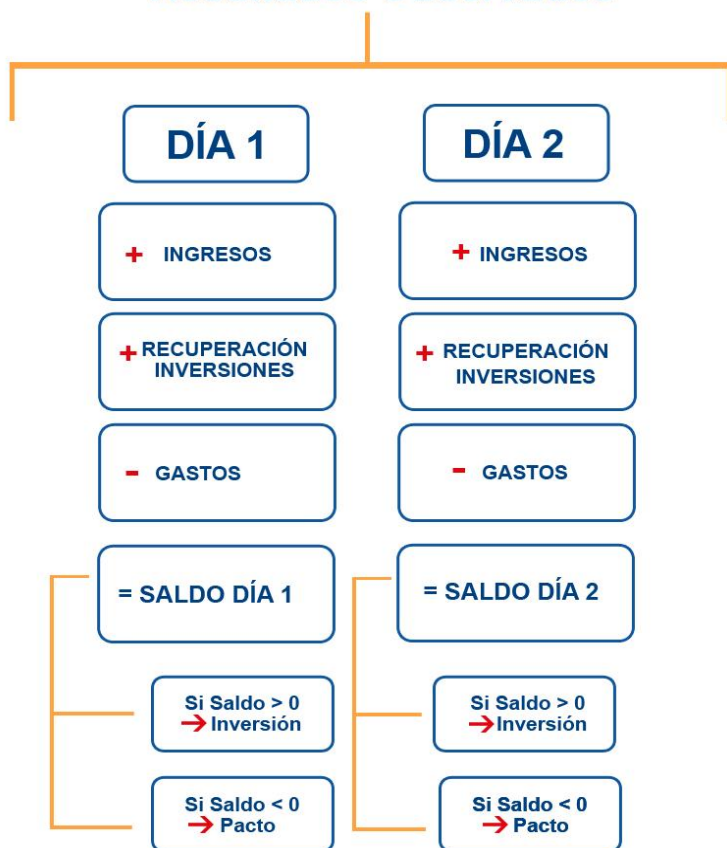 DÍA 1
+ INGRESOS
+ RECUPERACIÓN
INVERSIONES
- GASTOS
= SALDO DÍA 1
Si Saldo > 0
→ Inversión
Si Saldo < 0
→ Pacto
DÍA 2
+ INGRESOS
+ RECUPERACIÓN
INVERSIONES
- GASTOS
= SALDO DÍA 2
Si Saldo > 0
→ Inversión
Si Saldo < 0
→ Pacto